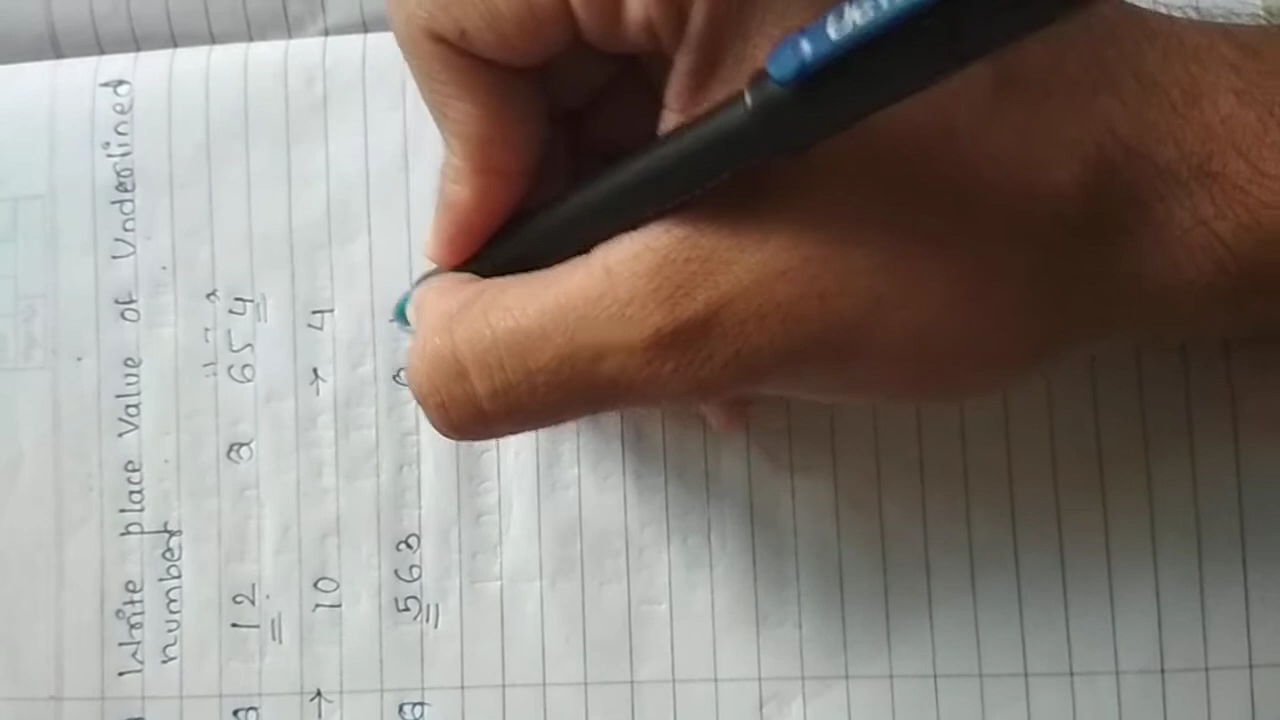 Write place value of Underlined
number
12 654
→ 10 → 4
563